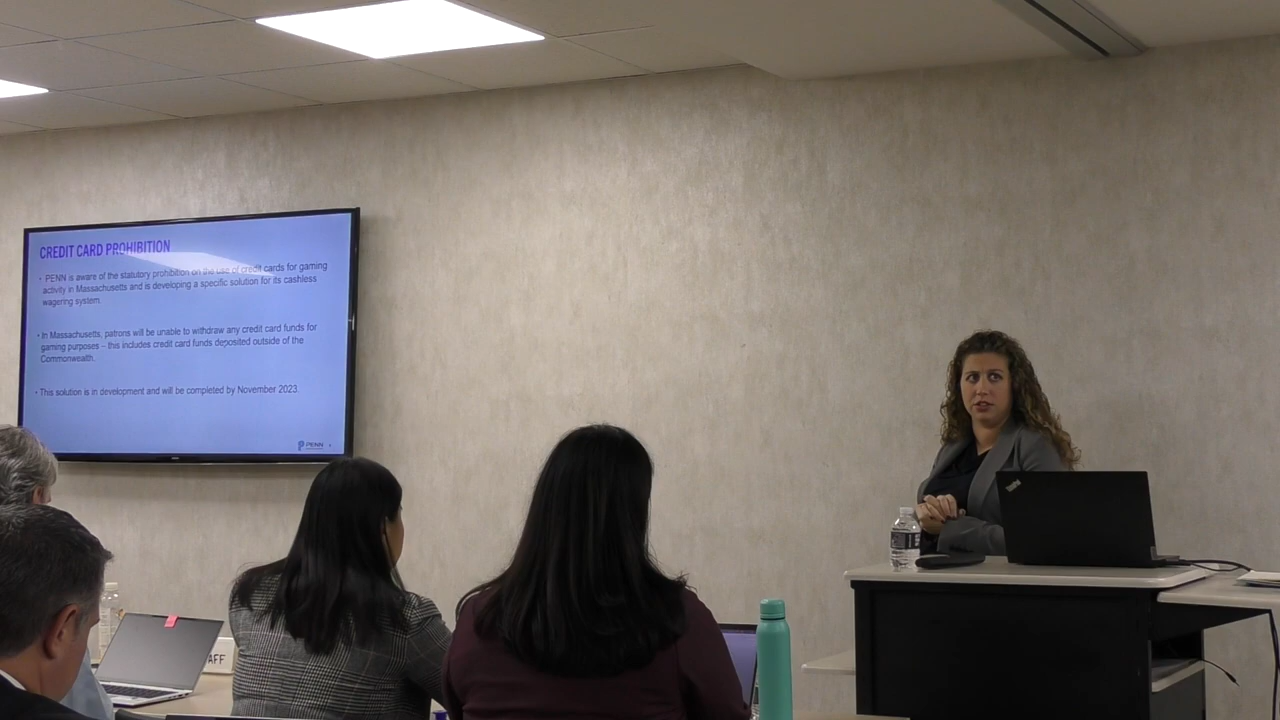 CREDIT CARD PROHIBITION
• PENN is aware of the statutory prohibition on the use of credit cards for gaming
activity in Massachusetts and is developing a specific solution for its cashless
wagering system.
• In Massachusetts, patrons will be unable to withdraw any credit card funds for
gaming purposes – this includes credit card funds deposited outside of the
Commonwealth.
• This solution is in development and will be completed by November 2023.
PENN
AFF
ThinkPad